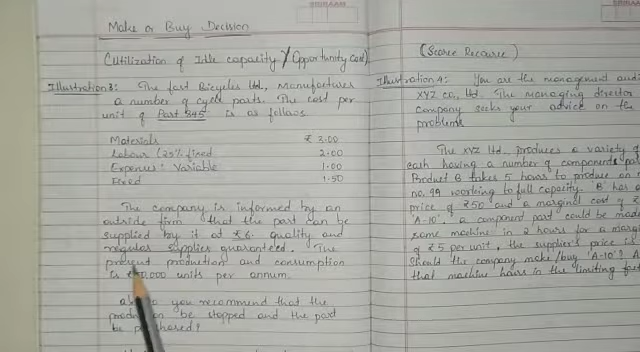 Make or Buy Decision
(Utilization of Idle capacity / Opportunity cost)
Illustration 3: The fast Bicycles Ltd., manufactures
a number of cycle parts. The cost per
unit of Part 345 is as follows
Materials ₹ 3.00
Labour (25% fixed 2.00
Expenses: Variable 1.00
Fixed 1.50
The company is informed by an
outside firm that the part can be
supplied by it at ₹6. quality and
regular supplies guaranteed. The
present production and consumption
is 000 units per annum.
you recommend that the
be stopped and the part
be purchased?
(Scarce Resource)
Illustration 4: You are the management
XYZ co., Ltd. The managing director
company seeks your advice on the
problems
The XYZ Ltd. produces a variety of
each having a number of components
Product B takes 5 hours to produce on
no. 99 working to full capacity. B has
price of ₹50 and a marginal cost of ₹
'A-10', a component part could be made
same machine in 2 hours for a
of ₹5 per unit, the supplier's price is
Should the company make/buy 'A-10'?
that machine hours is the limiting